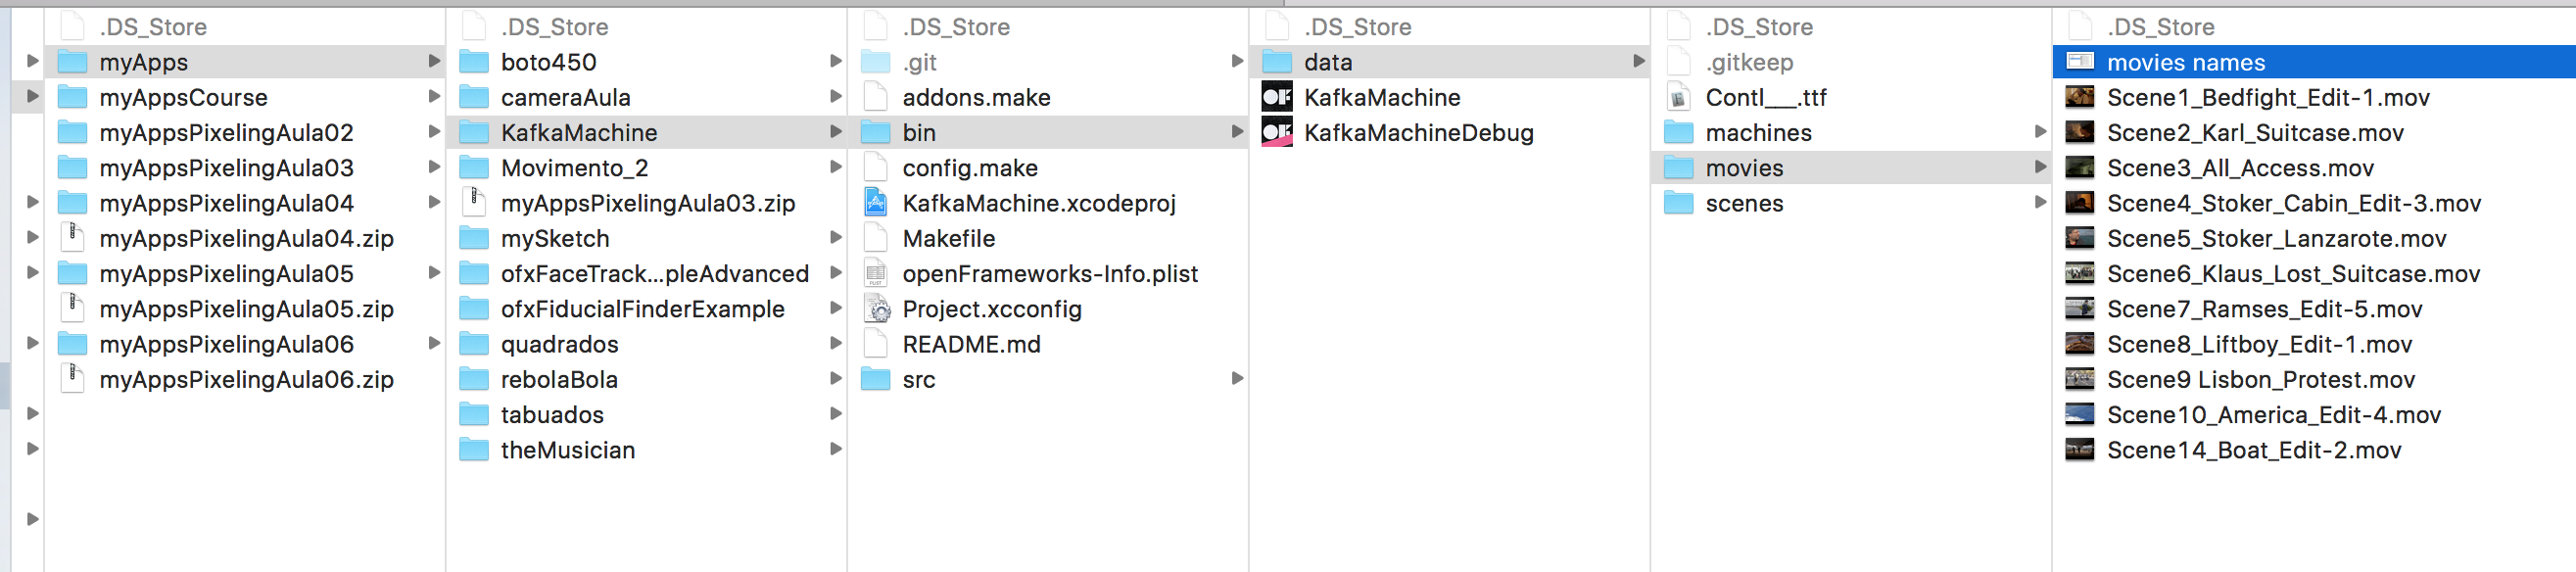 .DS_Store
myApps
myAppsCourse
myAppsPixelingAula02
myAppsPixelingAula03
myAppsPixelingAula04
myAppsPixelingAula04.zip
myAppsPixelingAula05
myAppsPixelingAula05.zip
myAppsPixelingAula06
myAppsPixelingAula06.zip
.DS_Store
boto450
cameraAula
KafkaMachine
Movimento_2
myAppsPixelingAula03.zip
mySketch
ofxFaceTrack...pleAdvanced
ofxFiducialFinderExample
quadrados
rebolaBola
tabuados
theMusician
.DS_Store
.git
addons.make
bin
config.make
KafkaMachine.xcodeproj
Makefile
openFrameworks-Info.plist
Project.xcconfig
README.md
src
.DS_Store
data
KafkaMachine
KafkaMachineDebug
.DS_Store
.gitkeep
Contl___.ttf
machines
movies
scenes
.DS_Store
movies names
Scene1_Bedfight_Edit-1.mov
Scene2_Karl_Suitcase.mov
Scene3_All_Access.mov
Scene4_Stoker_Cabin_Edit-3.mov
Scene5_Stoker_Lanzarote.mov
Scene6_Klaus_Lost_Suitcase.mov
Scene7_Ramses_Edit-5.mov
Scene8_Liftboy_Edit-1.mov
Scene9 Lisbon_Protest.mov
Scene10_America_Edit-4.mov
Scene14_Boat_Edit-2.mov